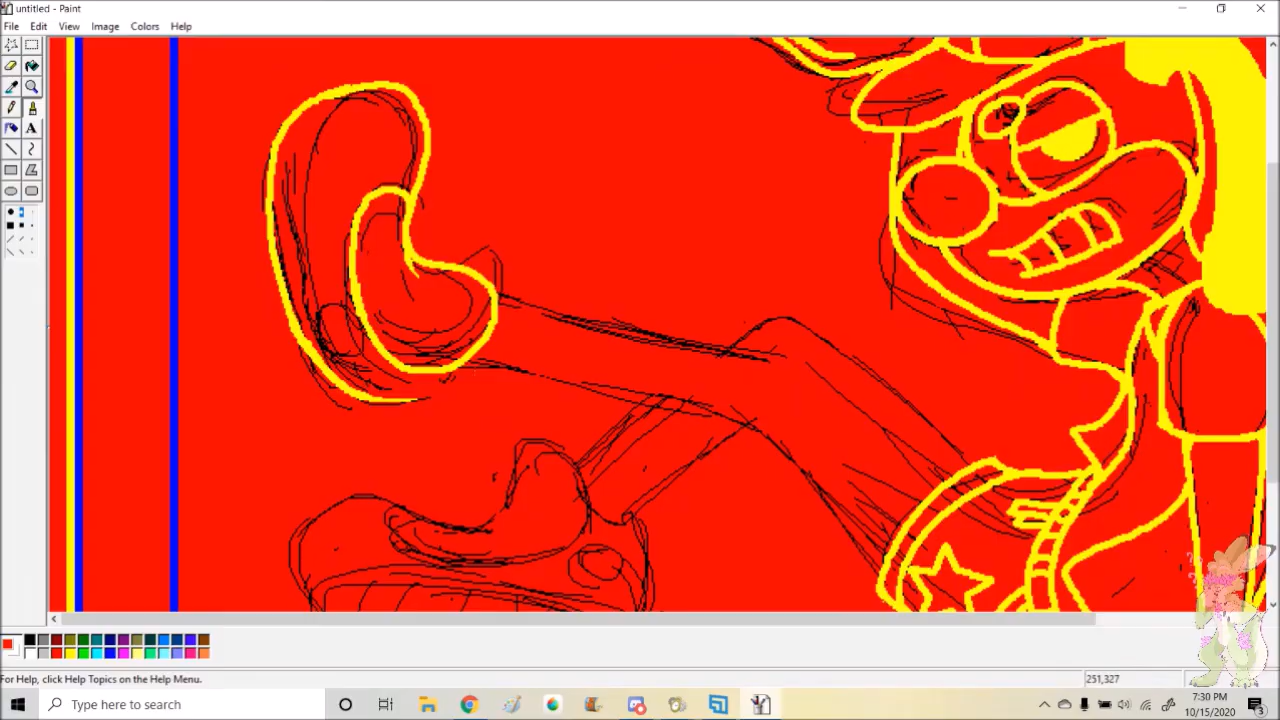 untitled - Paint
File Edit View Image Colors Help
A
For Help, click Help Topics on the Help Menu.
251,327
Type here to search
7:30 PM
10/15/2020
3